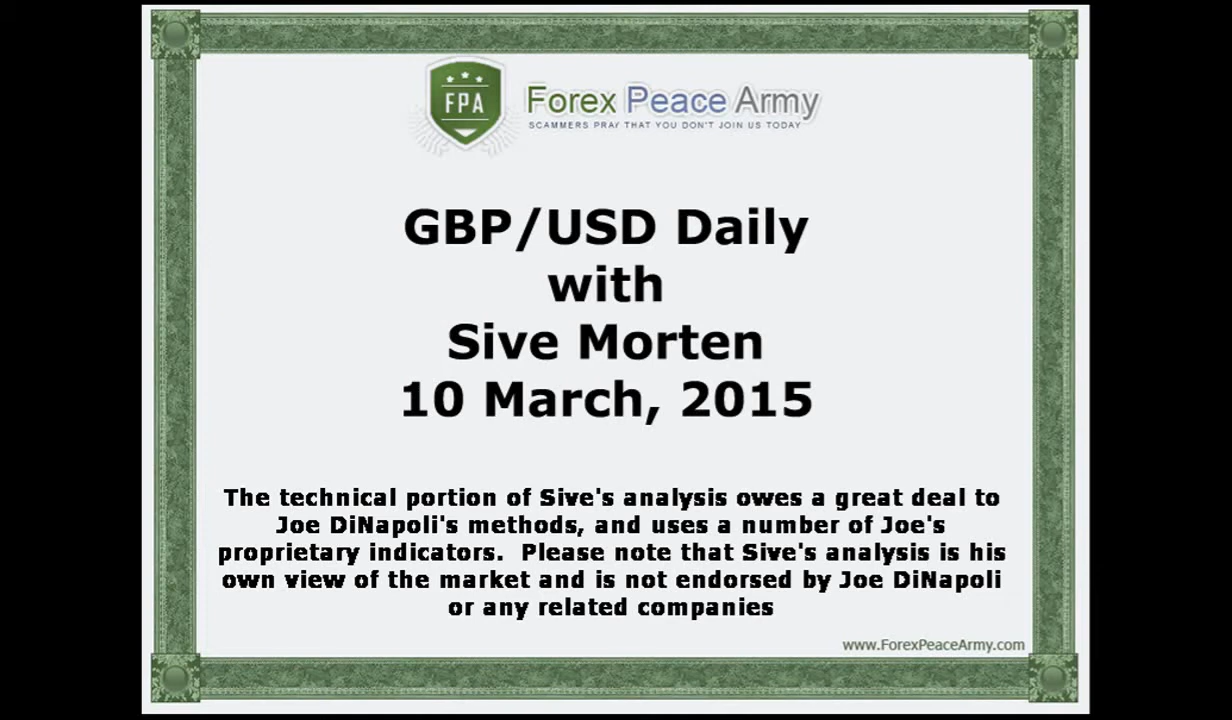 FPA
Forex Peace Army
SCAMMERS PRAY THAT YOU DON'T JOIN US TODAY
GBP/USD Daily
with
Sive Morten
10 March, 2015
The technical portion of Sive's analysis owes a great deal to
Joe DiNapoli's methods, and uses a number of Joe's
proprietary indicators.  Please note that Sive's analysis is his
own view of the market and is not endorsed by Joe DiNapoli
or any related companies
www.ForexPeaceArmy.com